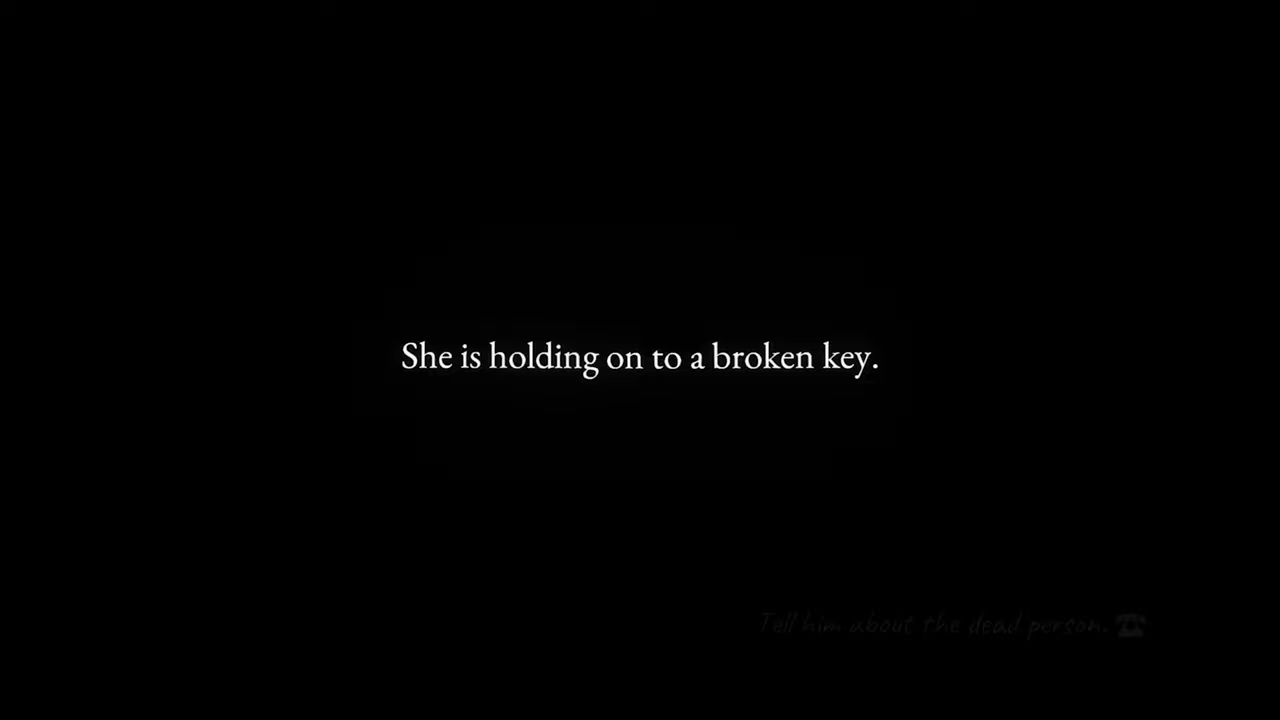 She is holding on to a broken key.
Tell him about the dead person. ☎